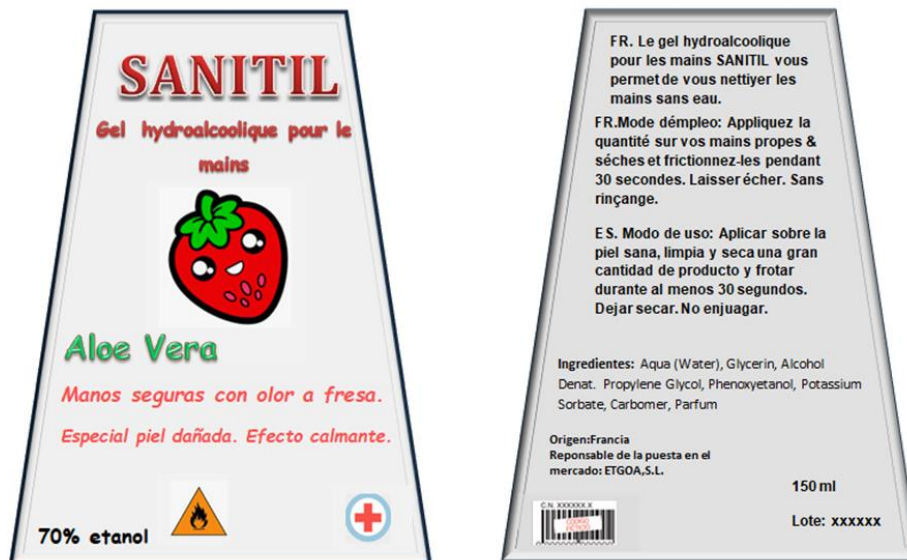 SANITIL
Gel hydroalcoolique pour le
mains
Aloe Vera
Manos seguras con olor a fresa.
Especial piel dañada. Efecto calmante.
70% etanol
FR. Le gel hydroalcoolique
pour les mains SANITIL vous
permet de vous nettiyer les
mains sans eau.
FR.Mode démpleo: Appliquez la
quantité sur vos mains propes &
séches et frictionnez-les pendant
30 secondes. Laisser écher. Sans
rinçange.
ES. Modo de uso: Aplicar sobre la
piel sana, limpia y seca una gran
cantidad de producto y frotar
durante al menos 30 segundos.
Dejar secar. No enjuagar.
Ingredientes: Aqua (Water), Glycerin, Alcohol
Denat. Propylene Glycol, Phenoxyetanol, Potassium
Sorbate, Carbomer, Parfum
Origen:Francia
Reponsable de la puesta en el
mercado: ETGOA,S.L.
150 ml
C.N. XXXXXX.X
CÓDIGO
FICTICIO
Lote: xxxxxx